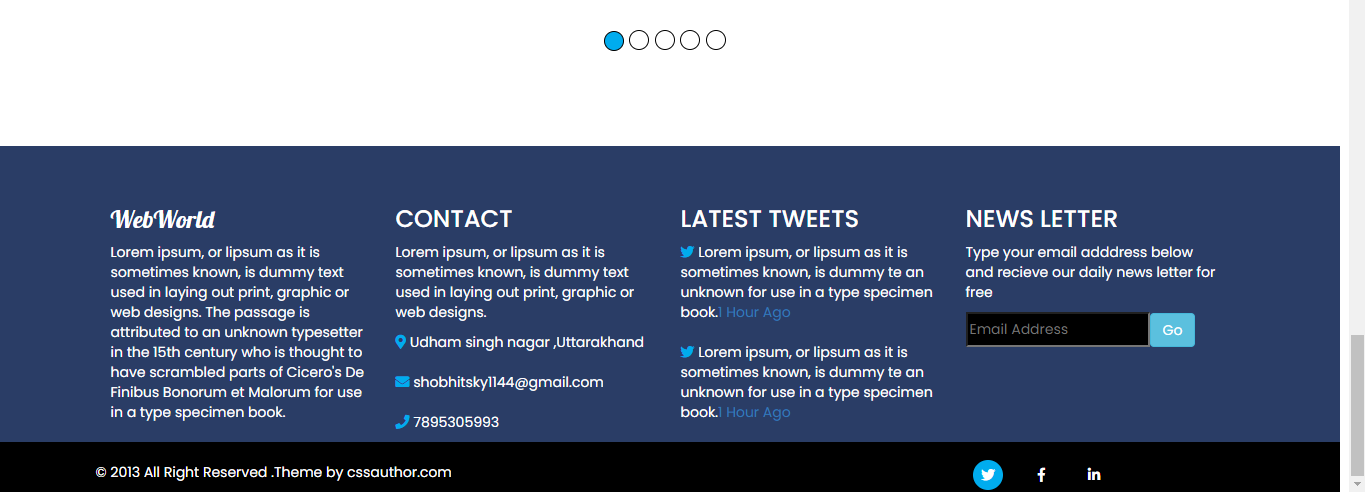 WebWorld
Lorem ipsum, or lipsum as it is
sometimes known, is dummy text
used in laying out print, graphic or
web designs. The passage is
attributed to an unknown typesetter
in the 15th century who is thought to
have scrambled parts of Cicero's De
Finibus Bonorum et Malorum for use
in a type specimen book.
CONTACT
Lorem ipsum, or lipsum as it is
sometimes known, is dummy text
used in laying out print, graphic or
web designs.
Udham singh nagar ,Uttarakhand
shobhitsky1144@gmail.com
7895305993
LATEST TWEETS
Lorem ipsum, or lipsum as it is
sometimes known, is dummy te an
unknown for use in a type specimen
book.1 Hour Ago
Lorem ipsum, or lipsum as it is
sometimes known, is dummy te an
unknown for use in a type specimen
book.1 Hour Ago
NEWS LETTER
Type your email adddress below
and recieve our daily news letter for
free
Email Address
Go
© 2013 All Right Reserved .Theme by cssauthor.com